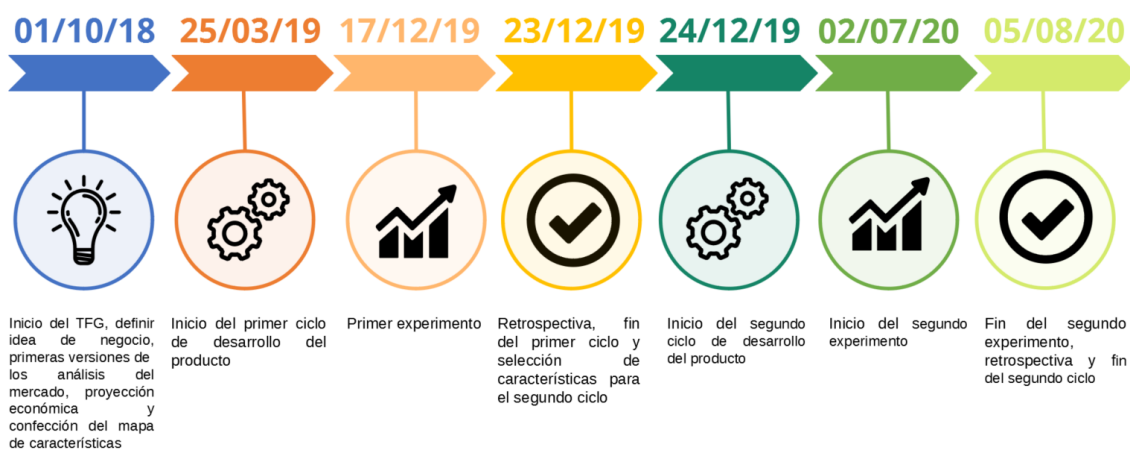 01/10/18
25/03/19
17/12/19
23/12/19
24/12/19
02/07/20
05/08/20
Inicio del TFG, definir
idea de negocio,
primeras versiones de
los análisis del
mercado, proyección
económica y
confección del mapa
de características
Inicio del primer ciclo
de desarrollo del
producto
Primer experimento
Retrospectiva, fin
del primer ciclo y
selección de
características para
el segundo ciclo
Inicio del segundo
ciclo de desarrollo
del producto
Inicio del segundo
experimento
Fin del segundo
experimento,
retrospectiva y fin
del segundo ciclo